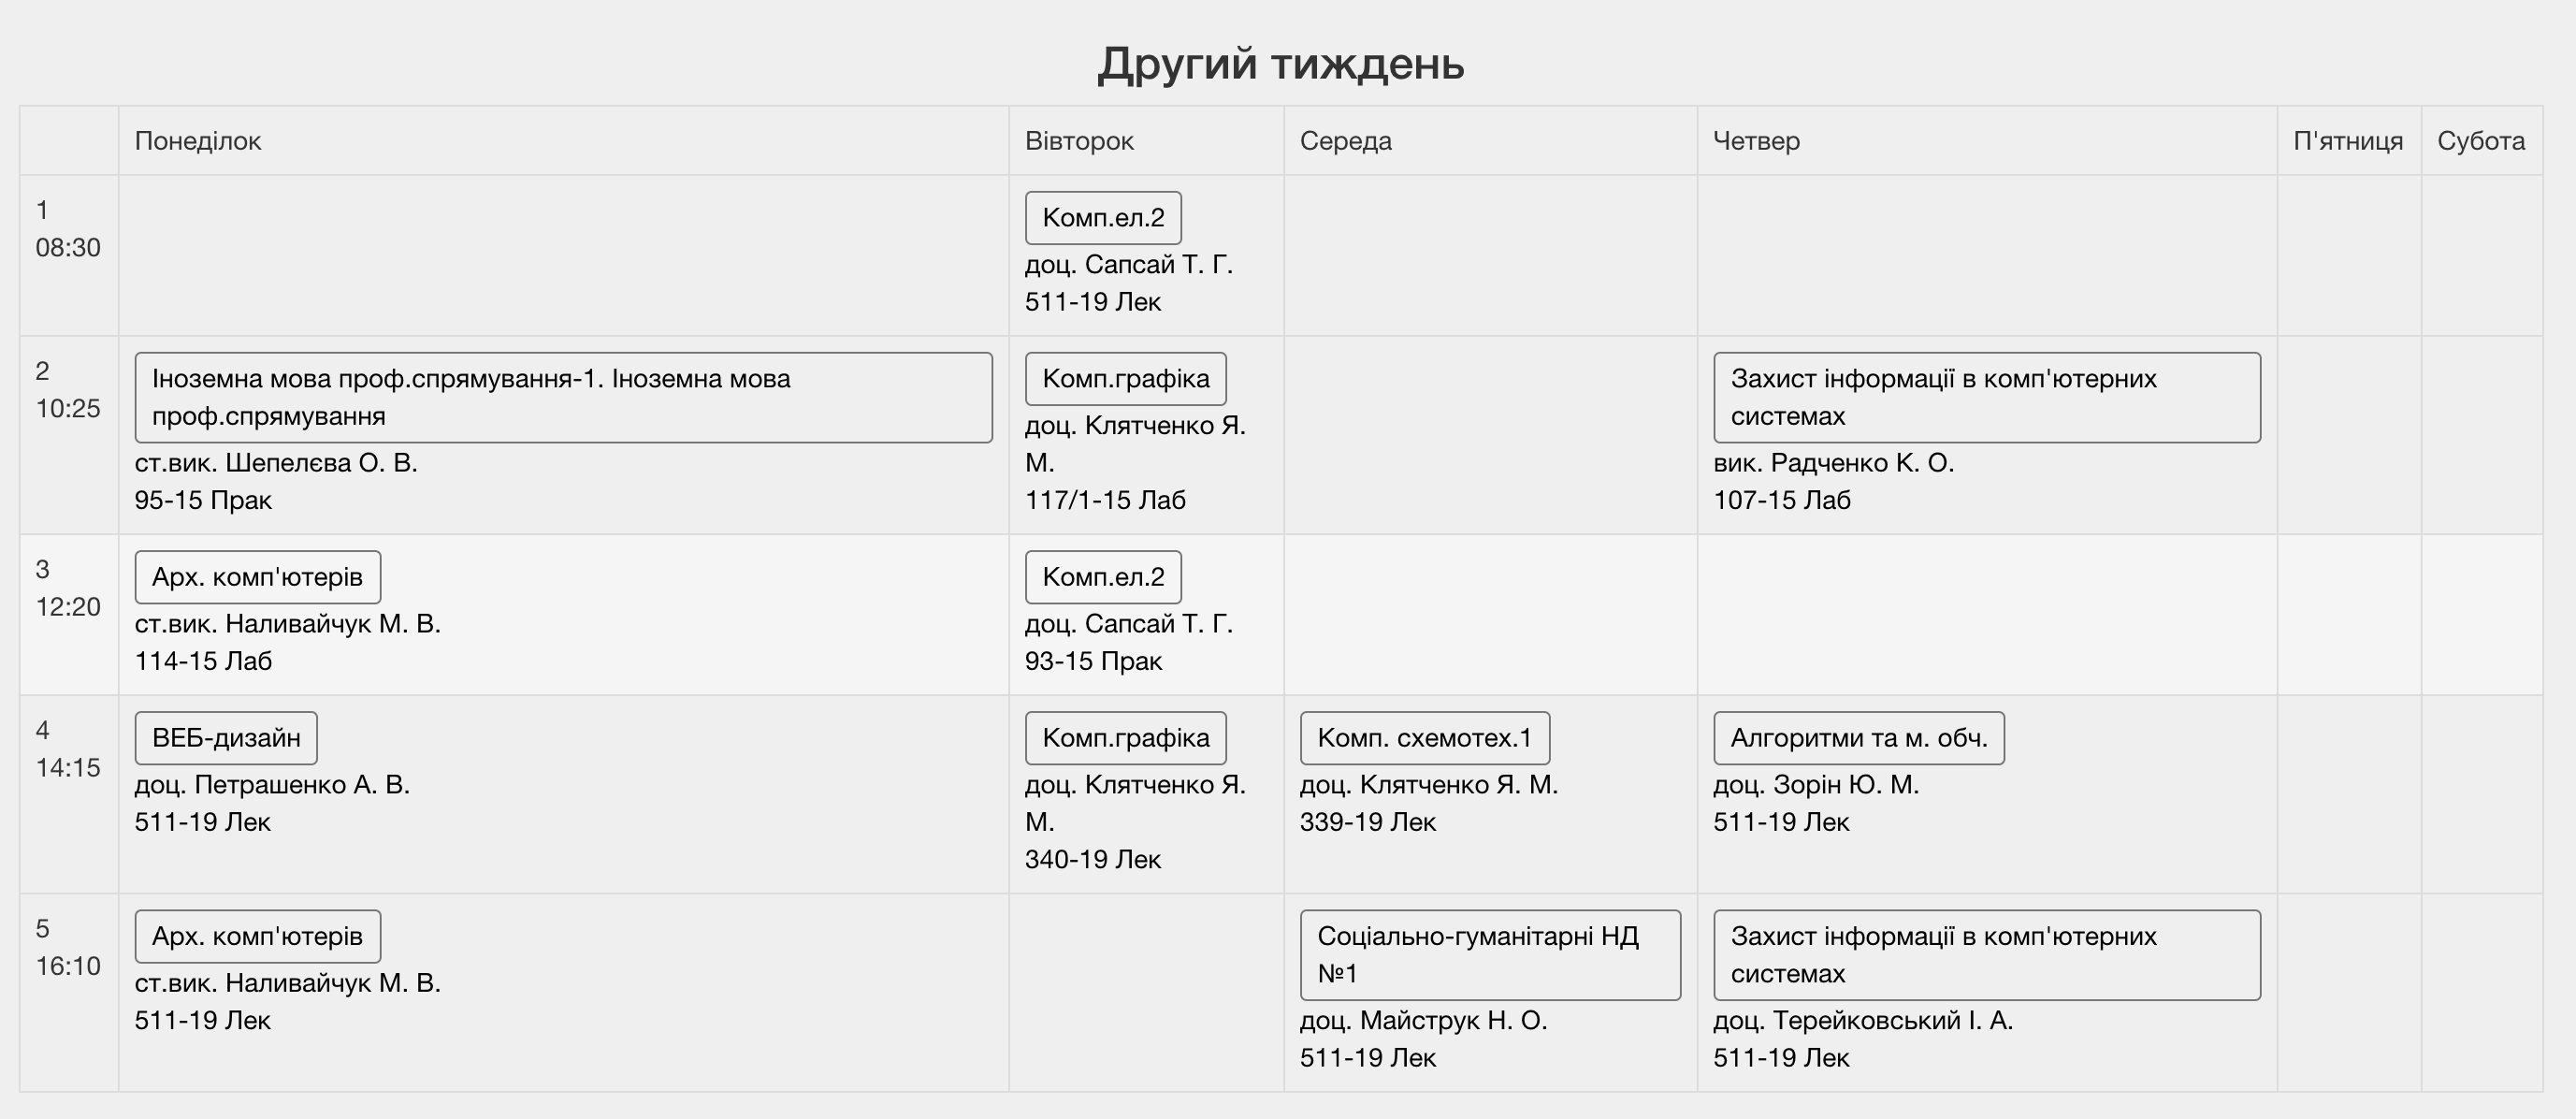 Другий тиждень
Понеділок
Вівторок
Середа
Четвер
П'ятниця
Субота
1
08:30
Комп.ел.2
доц. Сапсай Т. Г.
511-19 Лек
2
10:25
Іноземна мова проф.спрямування-1. Іноземна мова
проф.спрямування
ст.вик. Шепелєва О. В.
95-15 Прак
Комп.графіка
доц. Клятченко Я.
М.
117/1-15 Лаб
Захист інформації в комп'ютерних
системах
вик. Радченко К. О.
107-15 Лаб
3
12:20
Арх. комп'ютерів
ст.вик. Наливайчук М. В.
114-15 Лаб
Комп.ел.2
доц. Сапсай Т. Г.
93-15 Прак
4
14:15
ВЕБ-дизайн
доц. Петрашенко А. В.
511-19 Лек
Комп.графіка
доц. Клятченко Я.
М.
340-19 Лек
Комп. схемотех.1
доц. Клятченко Я. М.
339-19 Лек
Алгоритми та м. обч.
доц. Зорін Ю. М.
511-19 Лек
5
16:10
Арх. комп'ютерів
ст.вик. Наливайчук М. В.
511-19 Лек
Соціально-гуманітарні НД
№1
доц. Майструк Н. О.
511-19 Лек
Захист інформації в комп'ютерних
системах
доц. Терейковський І. А.
511-19 Лек